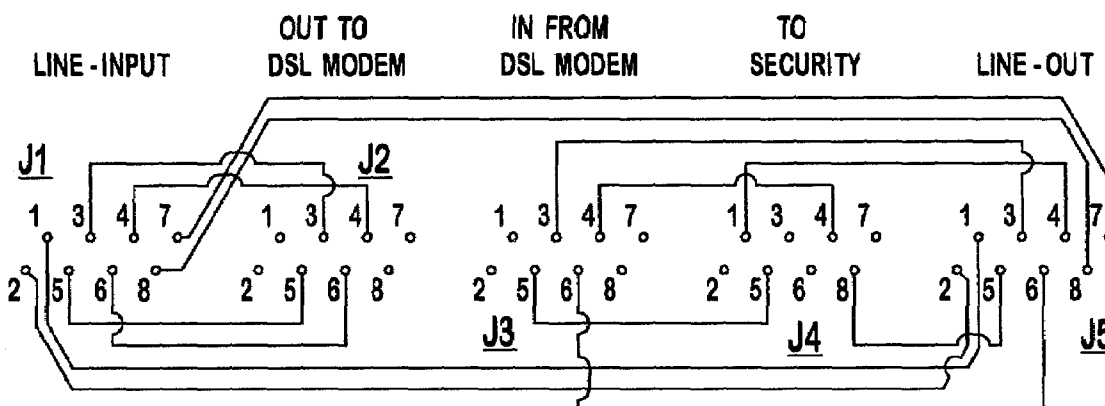 OUT TO IN FROM TO
LINE-INPUT DSL MODEM DSL MODEM SECURITY LINE-OUT
J1 J2
1 3 4 7 1 3 4 7 1 3 4 7 1 3 4 7 1 3 4 7
2 5 6 8 2 5 6 8 2 5 6 8 2 5 6 8 2 5 6 8
J3 J4 J5